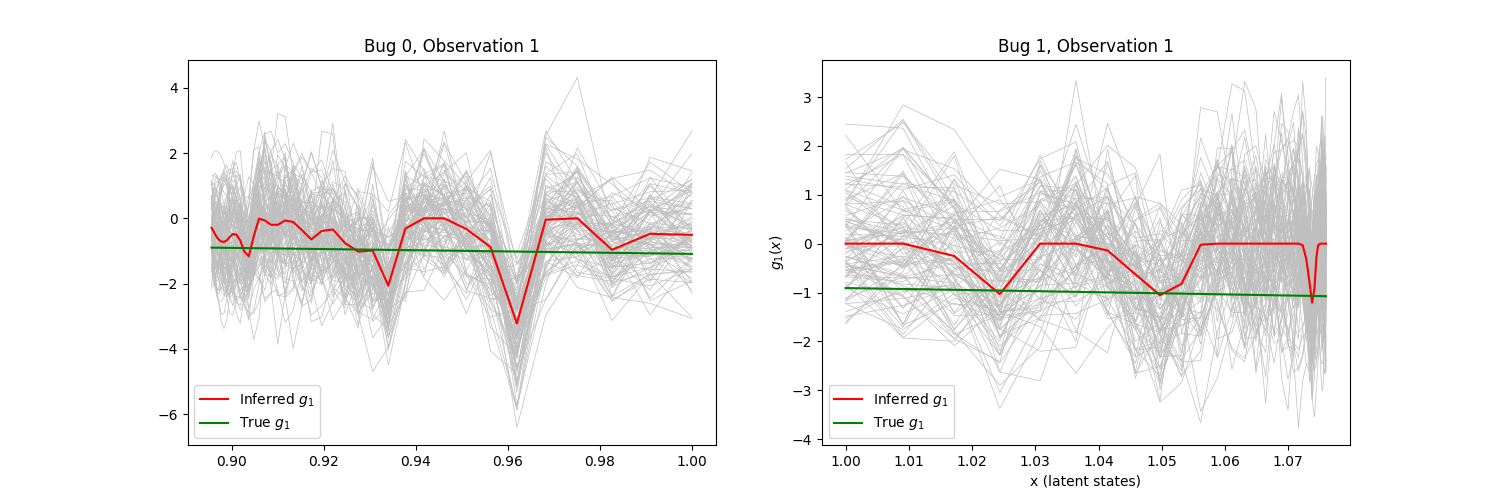 Bug 0, Observation 1
4
2
0
−2
−4
−6
0.90 0.92 0.94 0.96 0.98 1.00
Inferred g₁
True g₁
Bug 1, Observation 1
g₁(x)
3
2
1
0
−1
−2
−3
−4
1.00 1.01 1.02 1.03 1.04 1.05 1.06 1.07
x (latent states)
Inferred g₁
True g₁